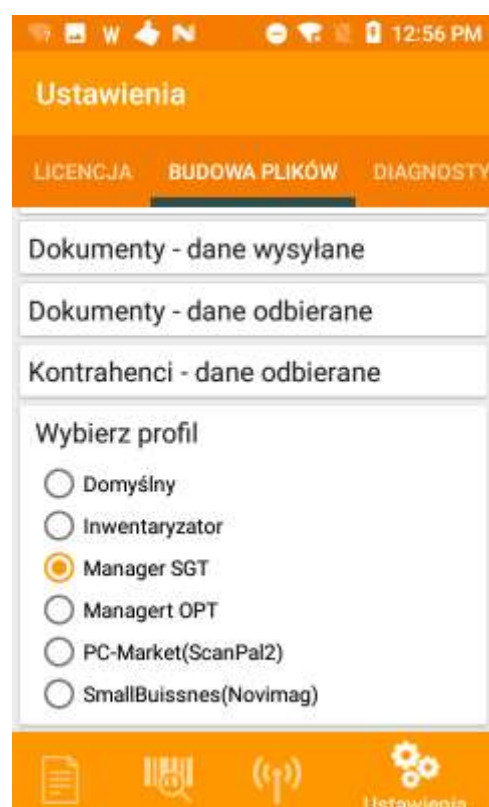 W N 12:56 PM
Ustawienia
LICENCJA BUDOWA PLIKÓW DIAGNOSTY
Dokumenty - dane wysyłane
Dokumenty - dane odbierane
Kontrahenci - dane odbierane
Wybierz profil
Domyślny
Inwentaryzator
Manager SGT
Managert OPT
PC-Market(ScanPal2)
SmallBuissnes(Novimag)
Ustawienia